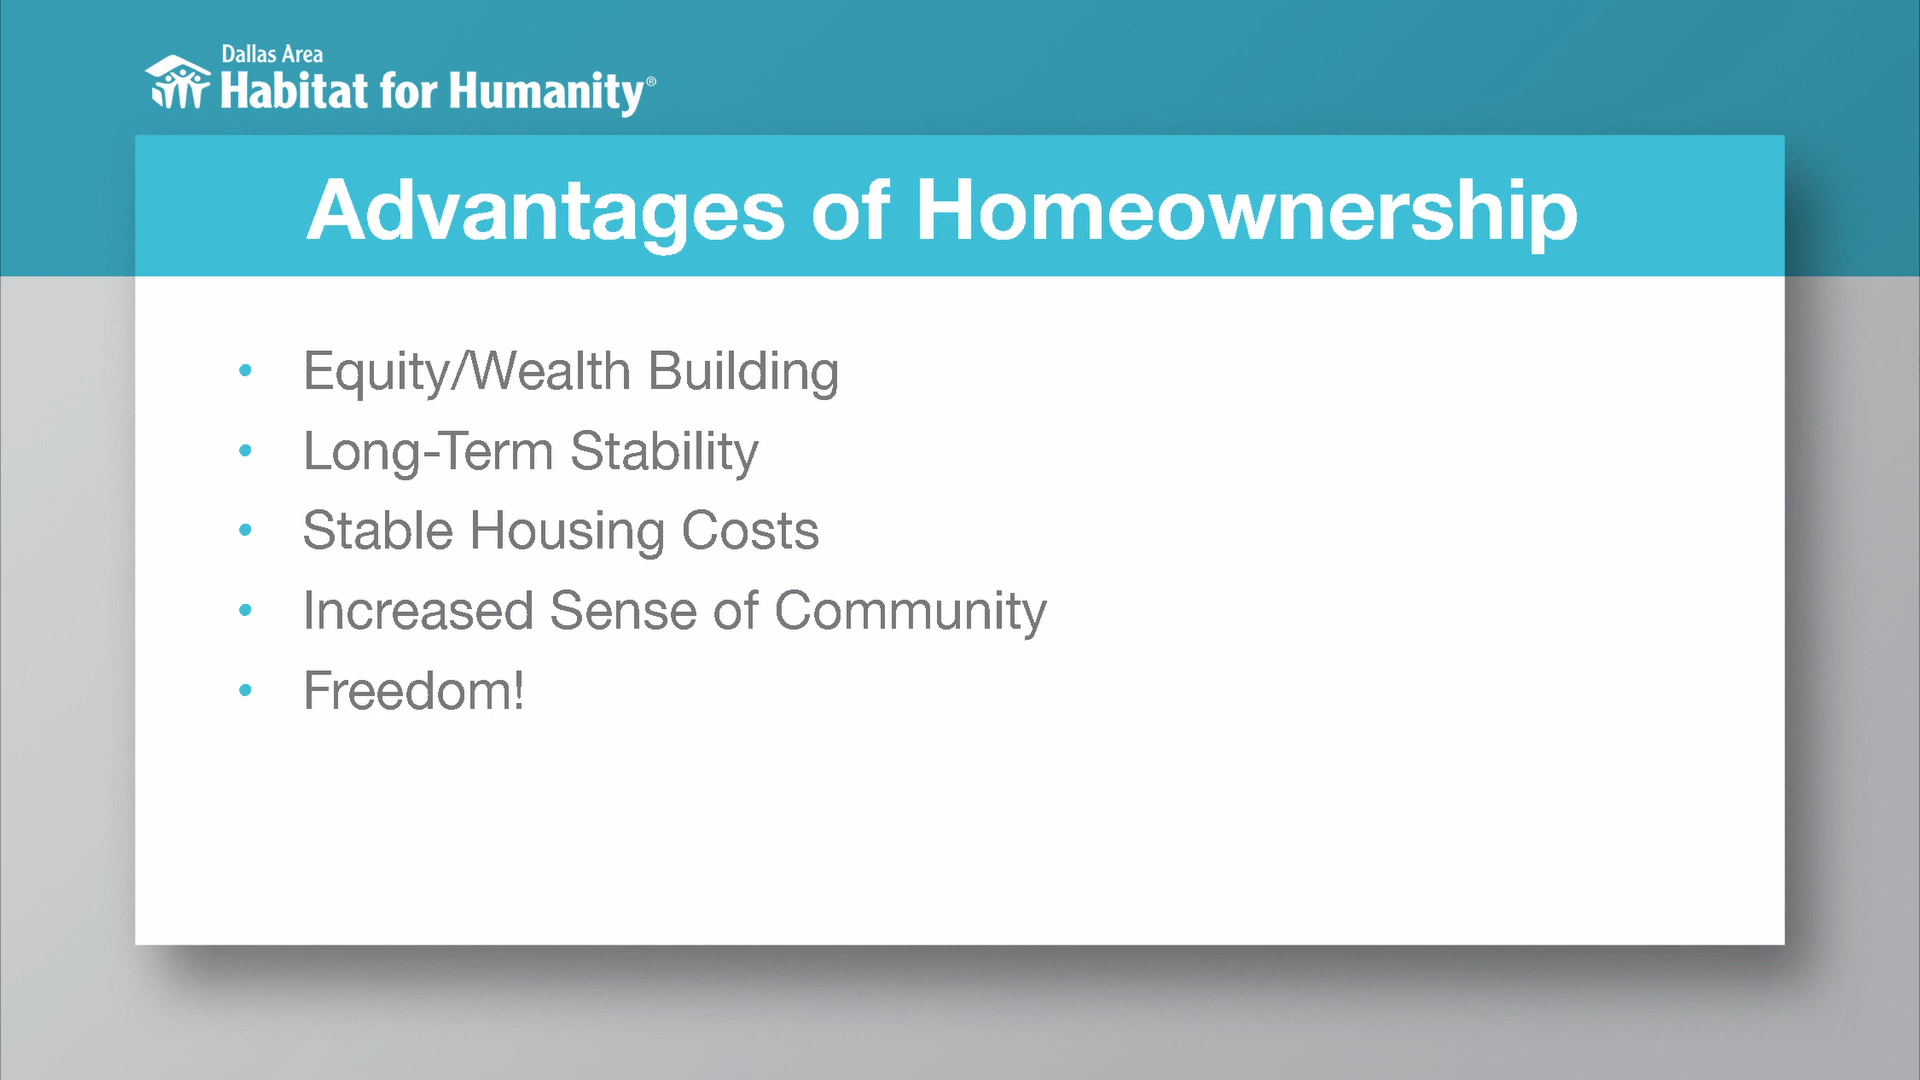 Dallas Area
Habitat for Humanity®
Advantages of Homeownership
• Equity/Wealth Building
• Long-Term Stability
• Stable Housing Costs
• Increased Sense of Community
• Freedom!